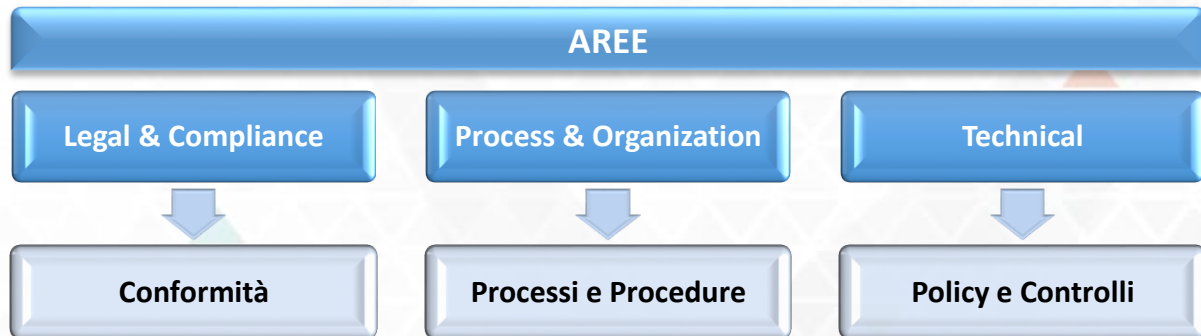 AREE
Legal & Compliance
Process & Organization
Technical
Conformità
Processi e Procedure
Policy e Controlli